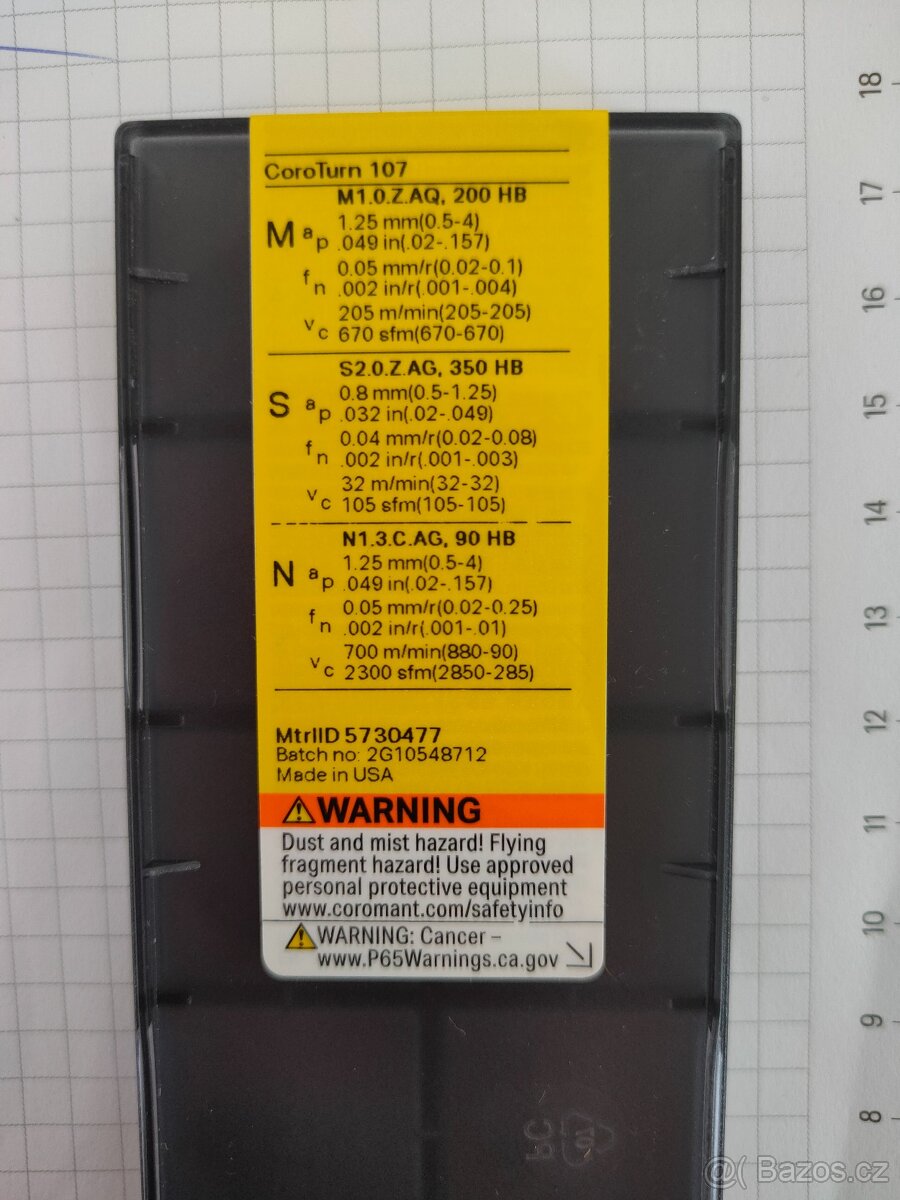 CoroTurn 107
M1.0.Z.AQ, 200 HB
M ap 1.25 mm(0.5-4)
.049 in(.02-.157)
fn 0.05 mm/r(0.02-0.1)
.002 in/r(.001-.004)
vc 205 m/min(205-205)
670 sfm(670-670)
S2.0.Z.AG, 350 HB
S ap 0.8 mm(0.5-1.25)
.032 in(.02-.049)
fn 0.04 mm/r(0.02-0.08)
.002 in/r(.001-.003)
vc 32 m/min(32-32)
105 sfm(105-105)
N1.3.C.AG, 90 HB
N ap 1.25 mm(0.5-4)
.049 in(.02-.157)
fn 0.05 mm/r(0.02-0.25)
.002 in/r(.001-.01)
vc 700 m/min(880-90)
2300 sfm(2850-285)
MtrlID 5730477
Batch no: 2G10548712
Made in USA
WARNING
Dust and mist hazard! Flying
fragment hazard! Use approved
personal protective equipment
www.coromant.com/safetyinfo
WARNING: Cancer –
www.P65Warnings.ca.gov
18
17
16
15
14
13
12
11
10
9
8
PC
@( Bazos.cz